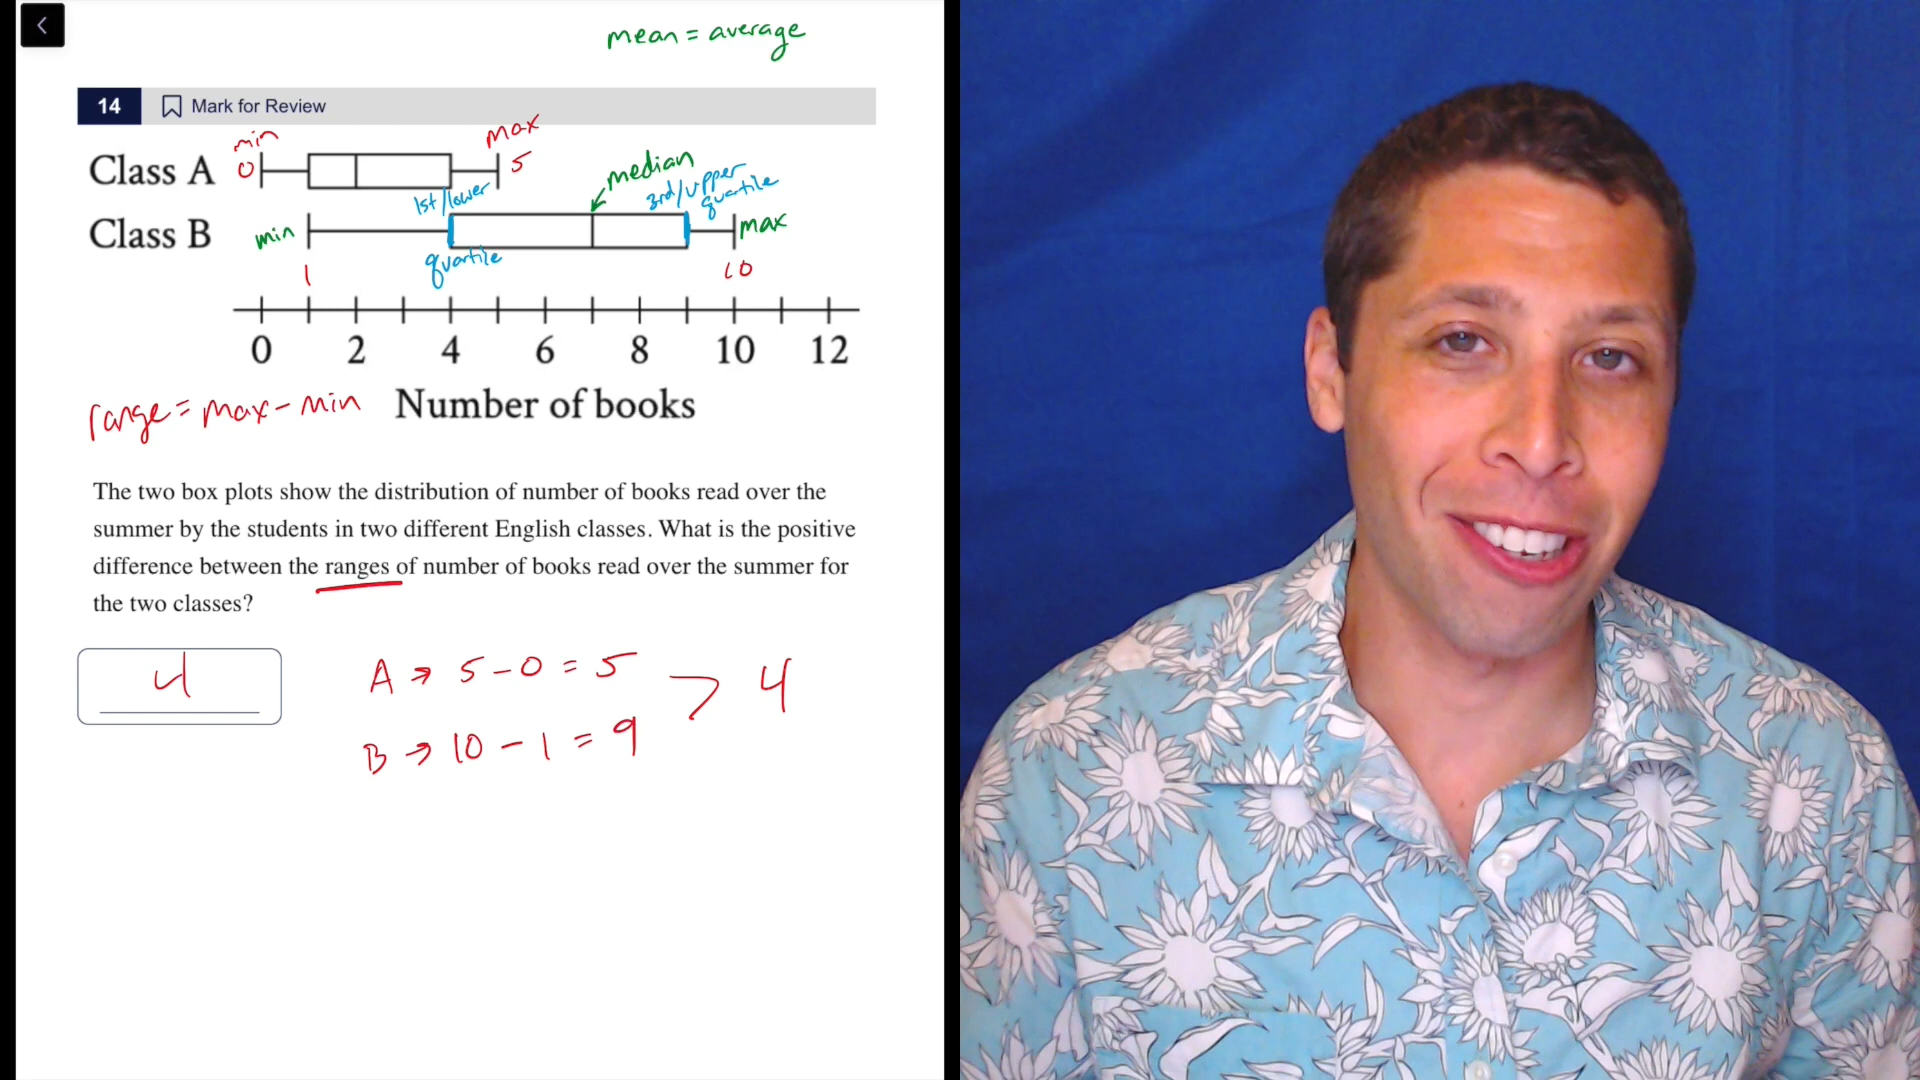 mean = average
14 Mark for Review
min max
Class A 0 5
median
1st/lower 3rd/upper
quartile
Class B min max
quartile
1 10
0 2 4 6 8 10 12
range = max - min Number of books
The two box plots show the distribution of number of books read over the
summer by the students in two different English classes. What is the positive
difference between the ranges of number of books read over the summer for
the two classes?
4
A → 5 - 0 = 5
> 4
B → 10 - 1 = 9